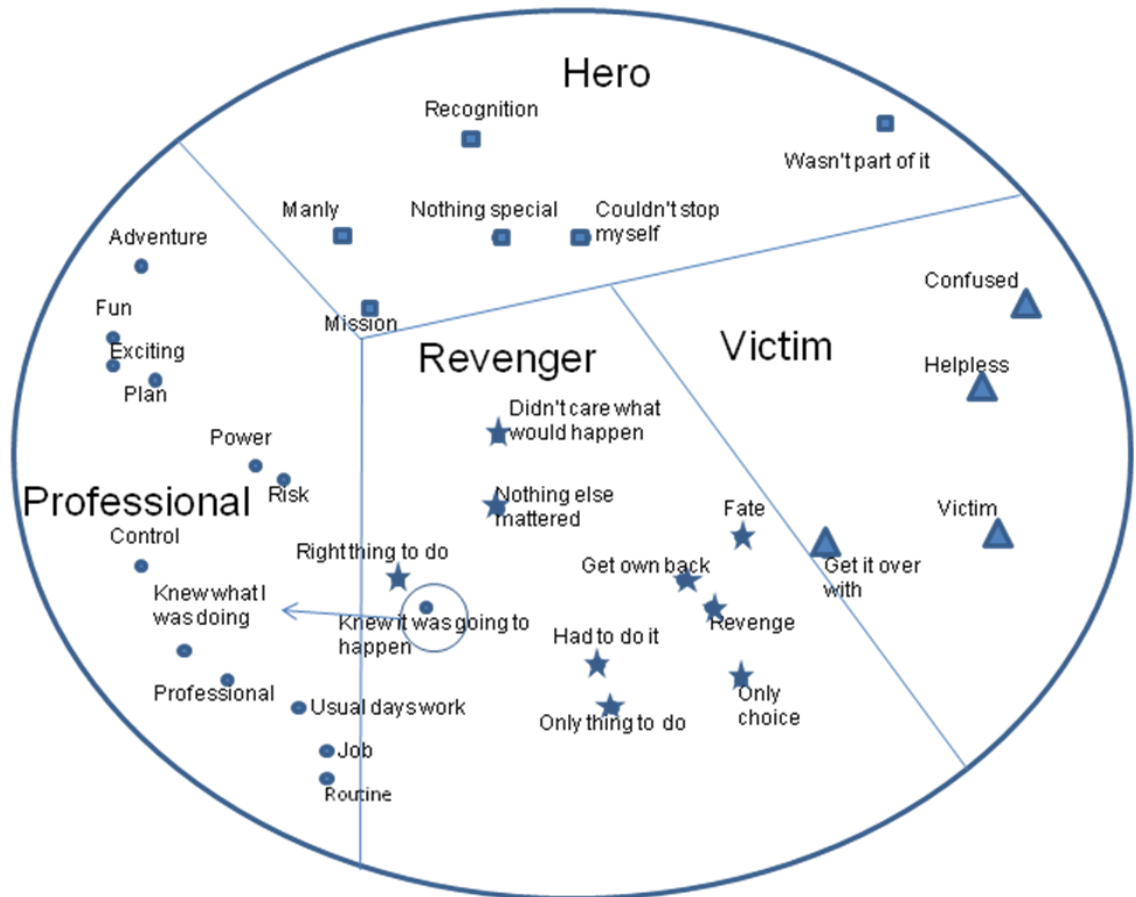 Hero
Recognition
Wasn't part of it
Manly
Nothing special
Couldn't stop
myself
Adventure
Confused
Fun
Mission
Exciting
Revenger
Victim
Helpless
Plan
Didn't care what
would happen
Power
Risk
Professional
Nothing else
mattered
Fate
Victim
Control
Right thing to do
Get own back
Get it over
with
Knew what I
was doing
Knew it was going to
happen
Revenge
Had to do it
Professional
Only
choice
Usual days work
Only thing to do
Job
Routine